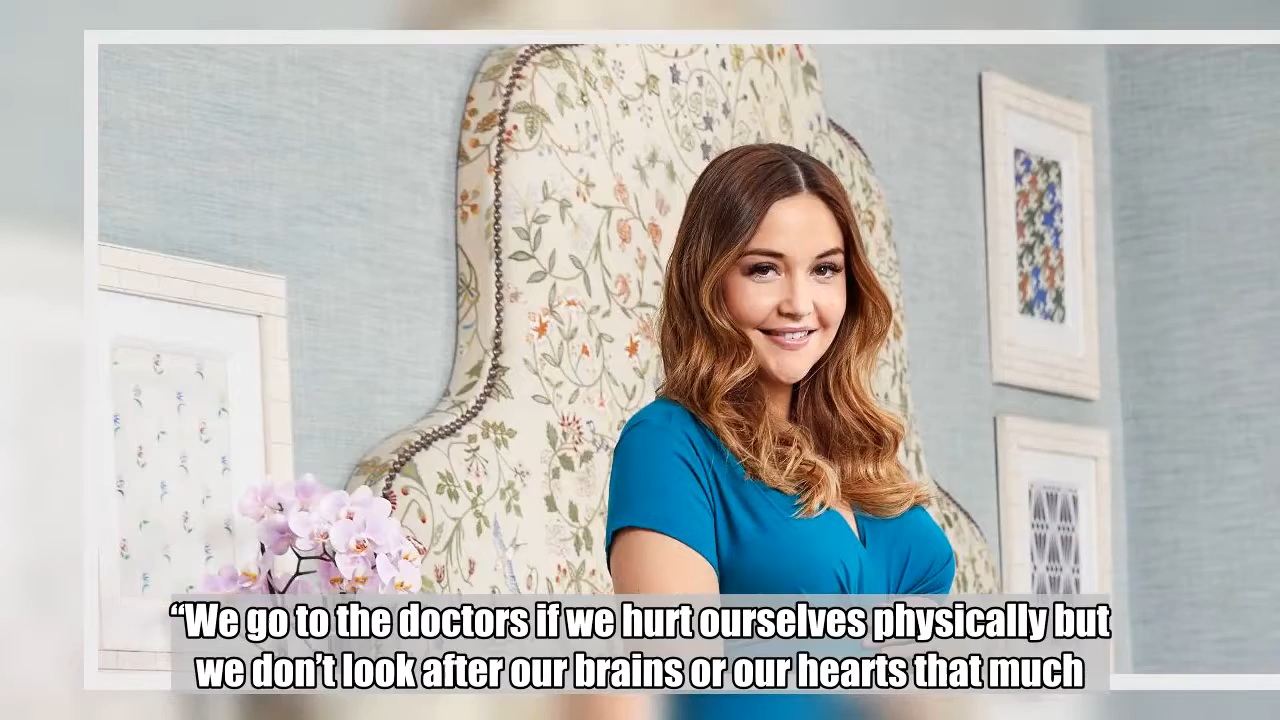 “We go to the doctors if we hurt ourselves physically but
we don’t look after our brains or our hearts that much